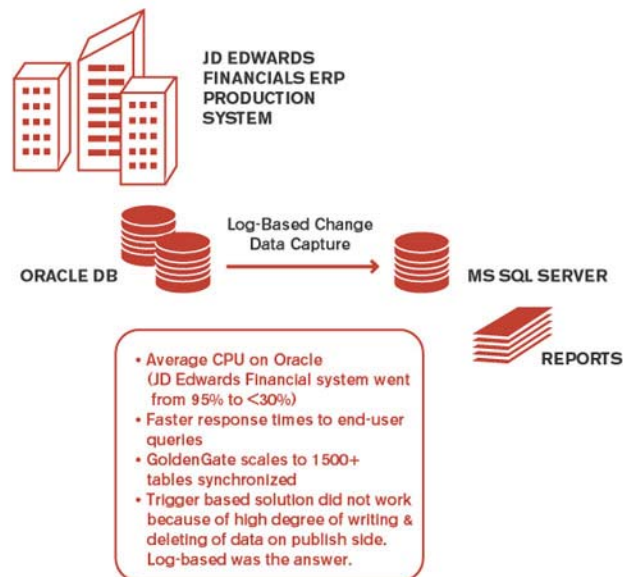 JD EDWARDS
FINANCIALS ERP
PRODUCTION
SYSTEM
Log-Based Change
Data Capture
ORACLE DB
MS SQL SERVER
REPORTS
• Average CPU on Oracle
(JD Edwards Financial system went
from 95% to <30%)
• Faster response times to end-user
queries
• GoldenGate scales to 1500+
tables synchronized
• Trigger based solution did not work
because of high degree of writing &
deleting of data on publish side.
Log-based was the answer.